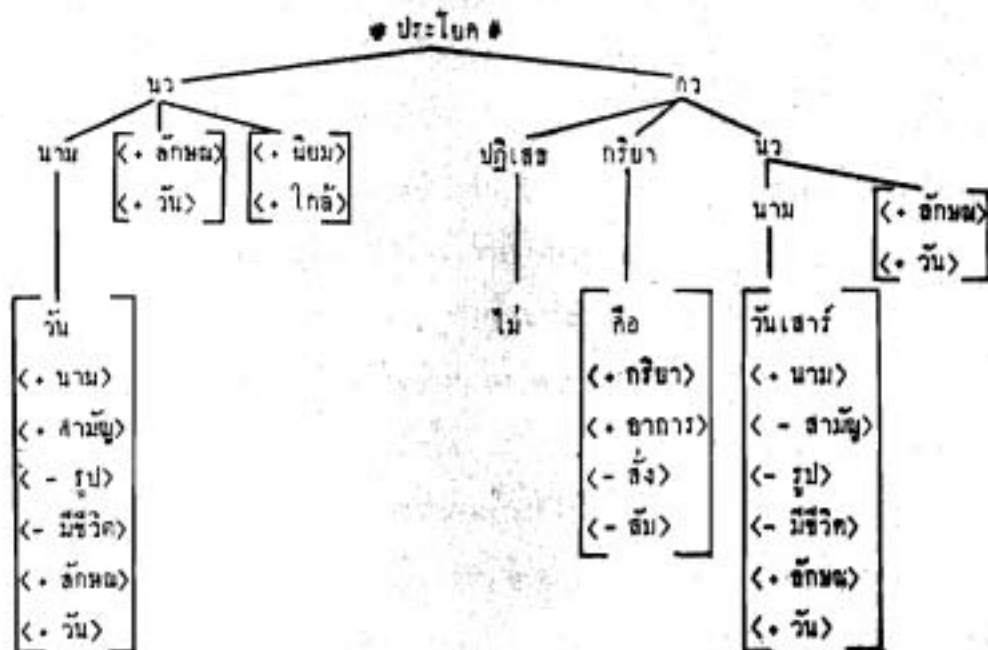 # ประโยค #
นว กว
นาม <+ ลักษณ> <+ นิยม> ปฏิเสธ กริยา นว
<+ วัน> <+ ใกล้> นาม <+ ลักษณ>
<+ วัน>
วัน ไม่ คือ วันเสาร์
<+ นาม> <+ กริยา> <+ นาม>
<+ สามัญ> <+ อาการ> <- สามัญ>
<- รูป> <- สั่ง> <- รูป>
<- มีชีวิต> <- สัม> <- มีชีวิต>
<+ ลักษณ> <+ ลักษณ>
<+ วัน> <+ วัน>